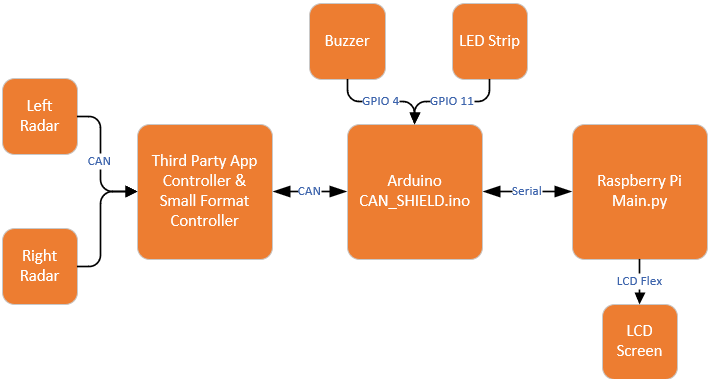 Buzzer
LED Strip
GPIO 4
GPIO 11
Left
Radar
CAN
Right
Radar
Third Party App
Controller &
Small Format
Controller
CAN
Arduino
CAN_SHIELD.ino
Serial
Raspberry Pi
Main.py
LCD Flex
LCD
Screen